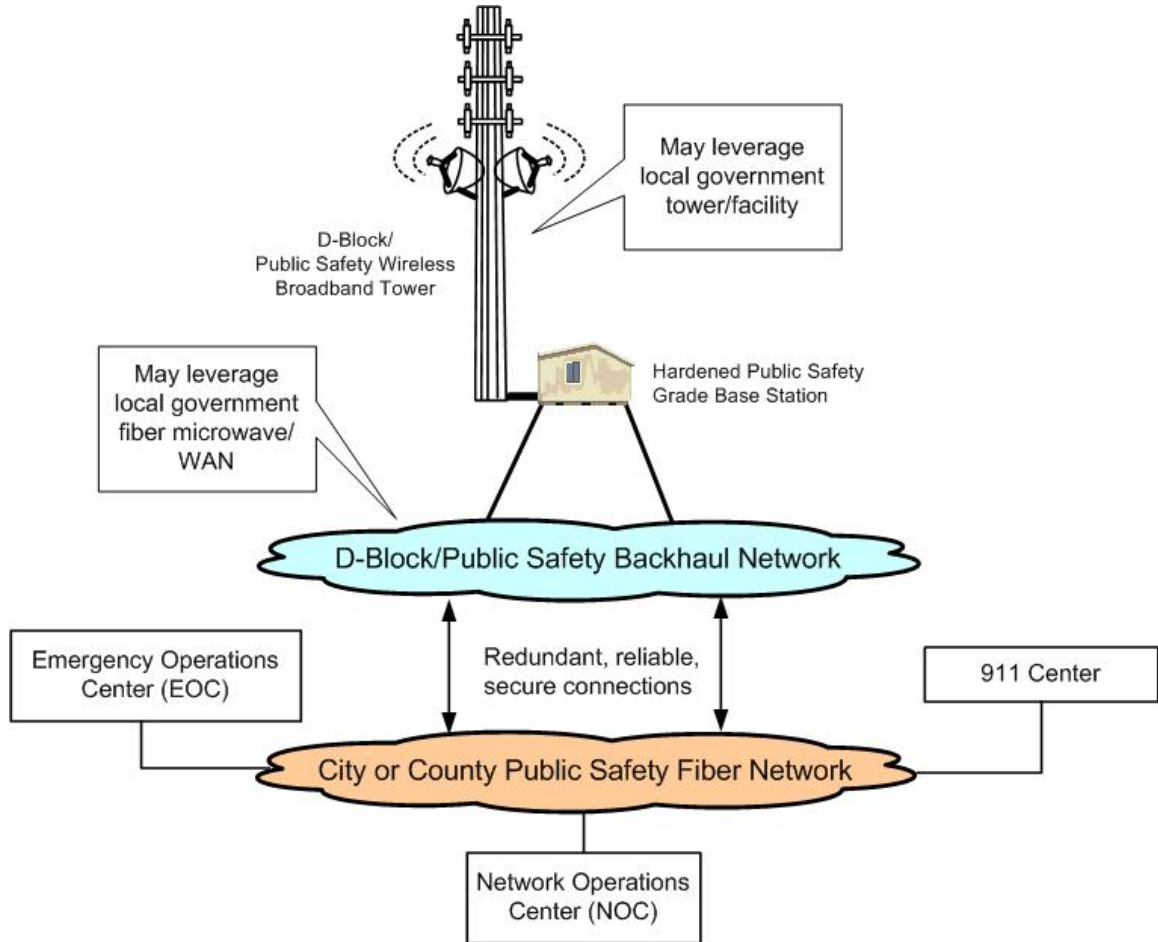 May leverage
local government
tower/facility
D-Block/
Public Safety Wireless
Broadband Tower
May leverage
local government
fiber microwave/
WAN
Hardened Public Safety
Grade Base Station
D-Block/Public Safety Backhaul Network
Emergency Operations
Center (EOC)
Redundant, reliable,
secure connections
911 Center
City or County Public Safety Fiber Network
Network Operations
Center (NOC)